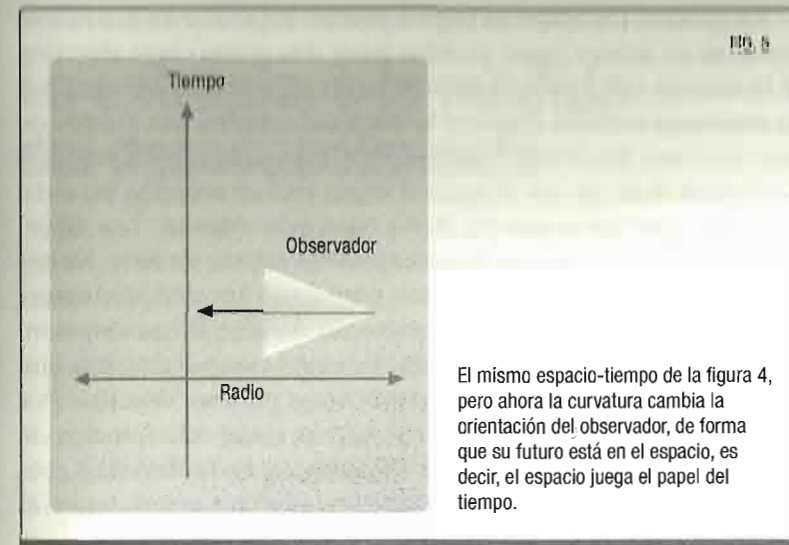 FIG. 5
Tiempo
Observador
Radio
El mismo espacio-tiempo de la figura 4,
pero ahora la curvatura cambia la
orientación del observador, de forma
que su futuro está en el espacio, es
decir, el espacio juega el papel del
tiempo.